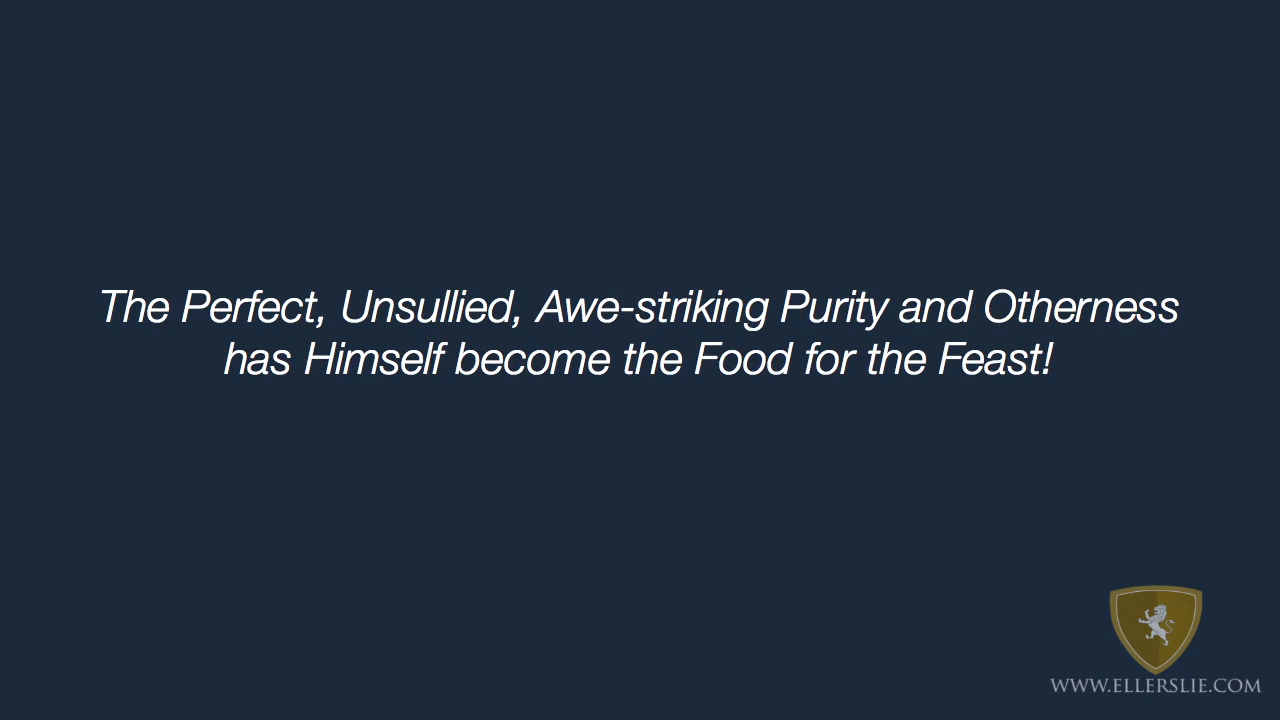 The Perfect, Unsullied, Awe-striking Purity and Otherness
has Himself become the Food for the Feast!
WWW.ELLERSLIE.COM